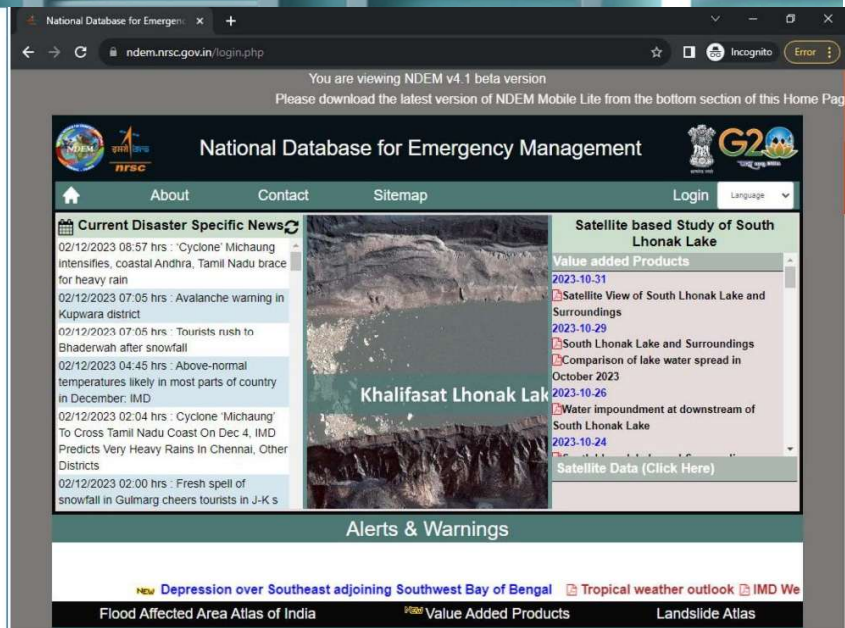 National Database for Emergenc
ndem.nrsc.gov.in/login.php
Incognito
Error
You are viewing NDEM v4.1 beta version
Please download the latest version of NDEM Mobile Lite from the bottom section of this Home Pag
NDEM
इसरो isro
nrsc
National Database for Emergency Management
G20
About
Contact
Sitemap
Login
Language
Current Disaster Specific News
02/12/2023 08:57 hrs : 'Cyclone' Michaung
intensifies, coastal Andhra, Tamil Nadu brace
for heavy rain
02/12/2023 07:05 hrs : Avalanche warning in
Kupwara district
02/12/2023 07:05 hrs : Tourists rush to
Bhaderwah after snowfall
02/12/2023 04:45 hrs : Above-normal
temperatures likely in most parts of country
in December: IMD
02/12/2023 02:04 hrs : Cyclone 'Michaung'
To Cross Tamil Nadu Coast On Dec 4, IMD
Predicts Very Heavy Rains In Chennai, Other
Districts
02/12/2023 02:00 hrs : Fresh spell of
snowfall in Gulmarg cheers tourists in J-K s
Khalifasat Lhonak Lak
Satellite based Study of South
Lhonak Lake
Value added Products
2023-10-31
Satellite View of South Lhonak Lake and
Surroundings
2023-10-29
South Lhonak Lake and Surroundings
Comparison of lake water spread in
October 2023
2023-10-26
Water impoundment at downstream of
South Lhonak Lake
2023-10-24
Satellite Data (Click Here)
Alerts & Warnings
NEW Depression over Southeast adjoining Southwest Bay of Bengal Tropical weather outlook IMD We
Flood Affected Area Atlas of India
NEW Value Added Products
Landslide Atlas